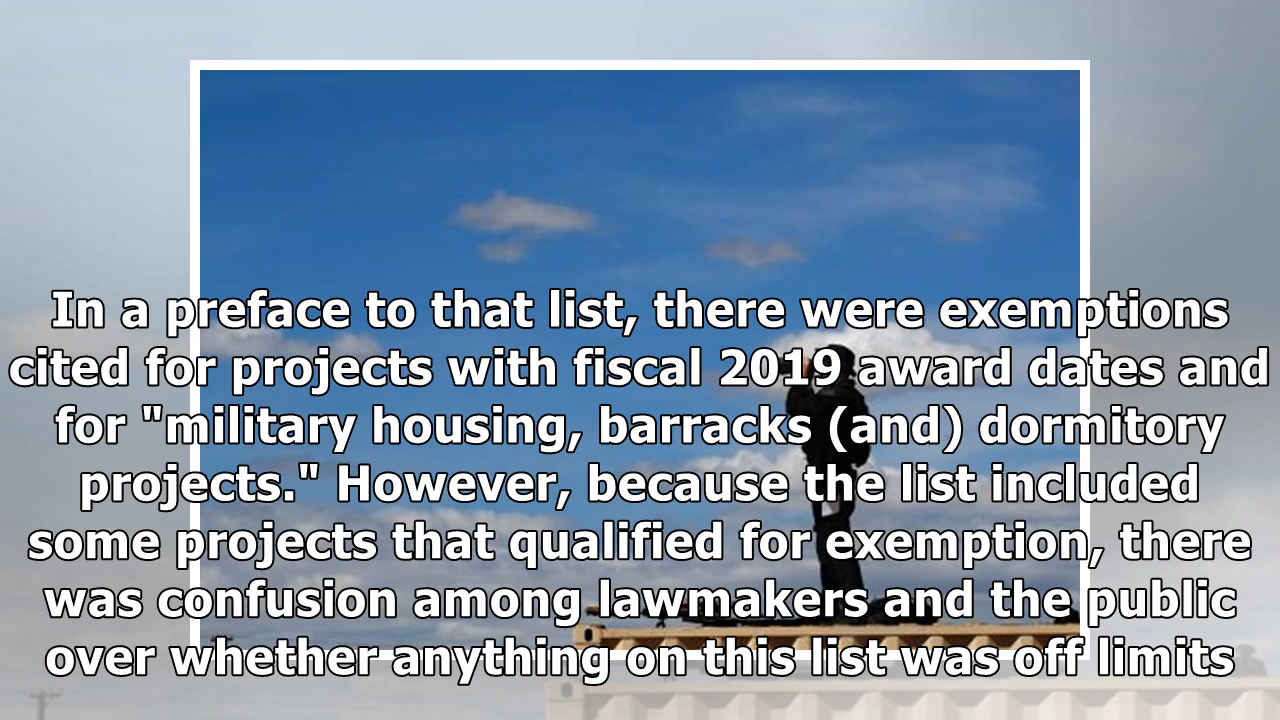 In a preface to that list, there were exemptions
cited for projects with fiscal 2019 award dates and
for "military housing, barracks (and) dormitory
projects." However, because the list included
some projects that qualified for exemption, there
was confusion among lawmakers and the public
over whether anything on this list was off limits